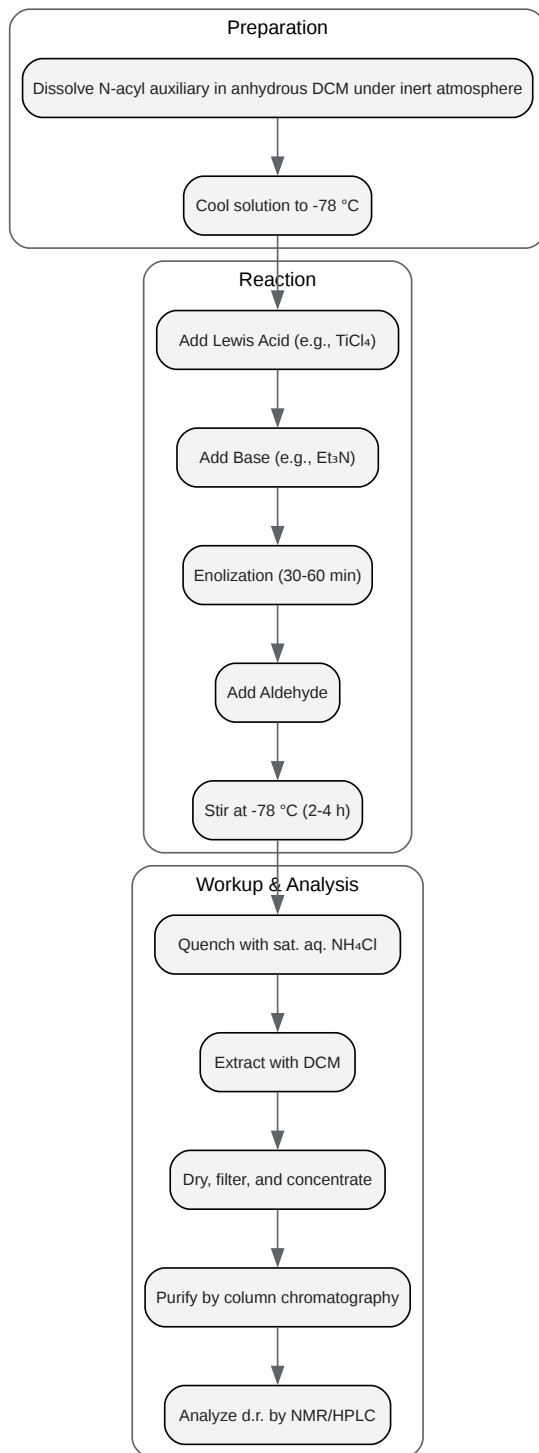 Preparation
Dissolve N-acyl auxiliary in anhydrous DCM under inert atmosphere
Cool solution to -78 °C
Reaction
Add Lewis Acid (e.g., TiCl₄)
Add Base (e.g., Et₃N)
Enolization (30-60 min)
Add Aldehyde
Stir at -78 °C (2-4 h)
Workup & Analysis
Quench with sat. aq. NH₄Cl
Extract with DCM
Dry, filter, and concentrate
Purify by column chromatography
Analyze d.r. by NMR/HPLC